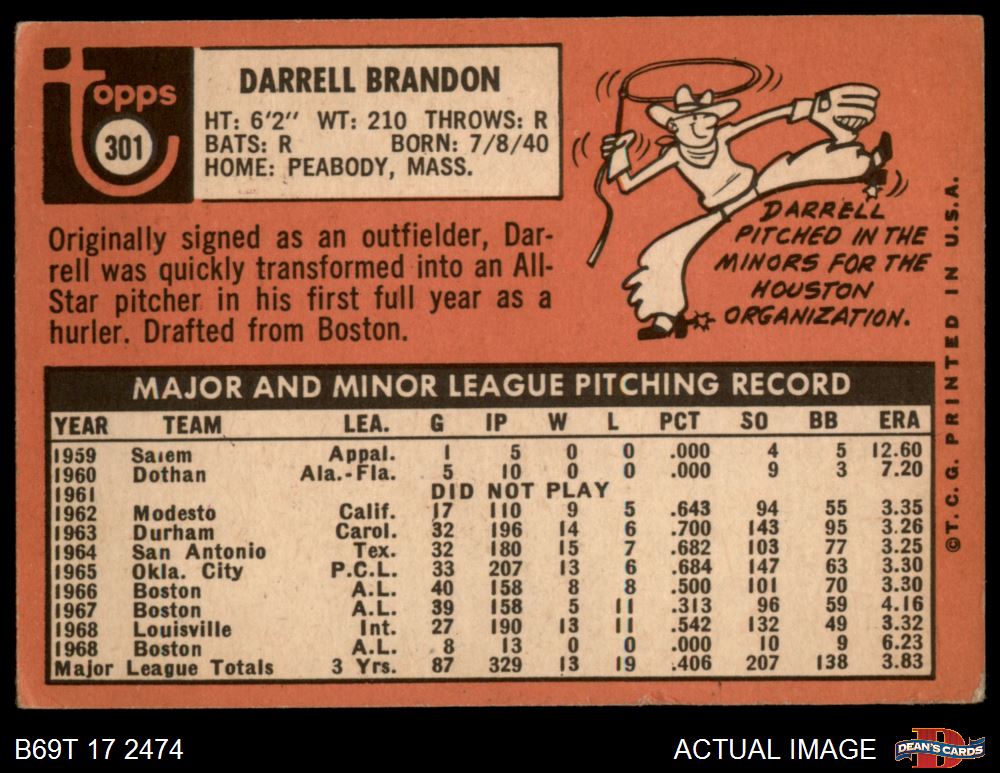 topps
301
DARRELL BRANDON
HT: 6'2" WT: 210 THROWS: R
BATS: R BORN: 7/8/40
HOME: PEABODY, MASS.
Originally signed as an outfielder, Dar-
rell was quickly transformed into an All-
Star pitcher in his first full year as a
hurler. Drafted from Boston.
DARRELL
PITCHED IN THE
MINORS FOR THE
HOUSTON
ORGANIZATION.
©T.C.G. PRINTED IN U.S.A.
MAJOR AND MINOR LEAGUE PITCHING RECORD
YEAR TEAM LEA. G IP W L PCT SO BB ERA
1959 Salem Appal. 1 5 0 0 .000 4 5 12.60
1960 Dothan Ala.-Fla. 5 10 0 0 .000 9 3 7.20
1961 DID NOT PLAY
1962 Modesto Calif. 17 110 9 5 .643 94 55 3.35
1963 Durham Carol. 32 196 14 6 .700 143 95 3.26
1964 San Antonio Tex. 32 180 15 7 .682 103 77 3.25
1965 Okla. City P.C.L. 33 207 13 6 .684 147 63 3.30
1966 Boston A.L. 40 158 8 8 .500 101 70 3.30
1967 Boston A.L. 39 158 5 11 .313 96 59 4.16
1968 Louisville Int. 27 190 13 11 .542 132 49 3.32
1968 Boston A.L. 8 13 0 0 .000 10 9 6.23
Major League Totals 3 Yrs. 87 329 13 19 .406 207 138 3.83
B69T 17 2474
ACTUAL IMAGE
D
DEAN'S CARDS